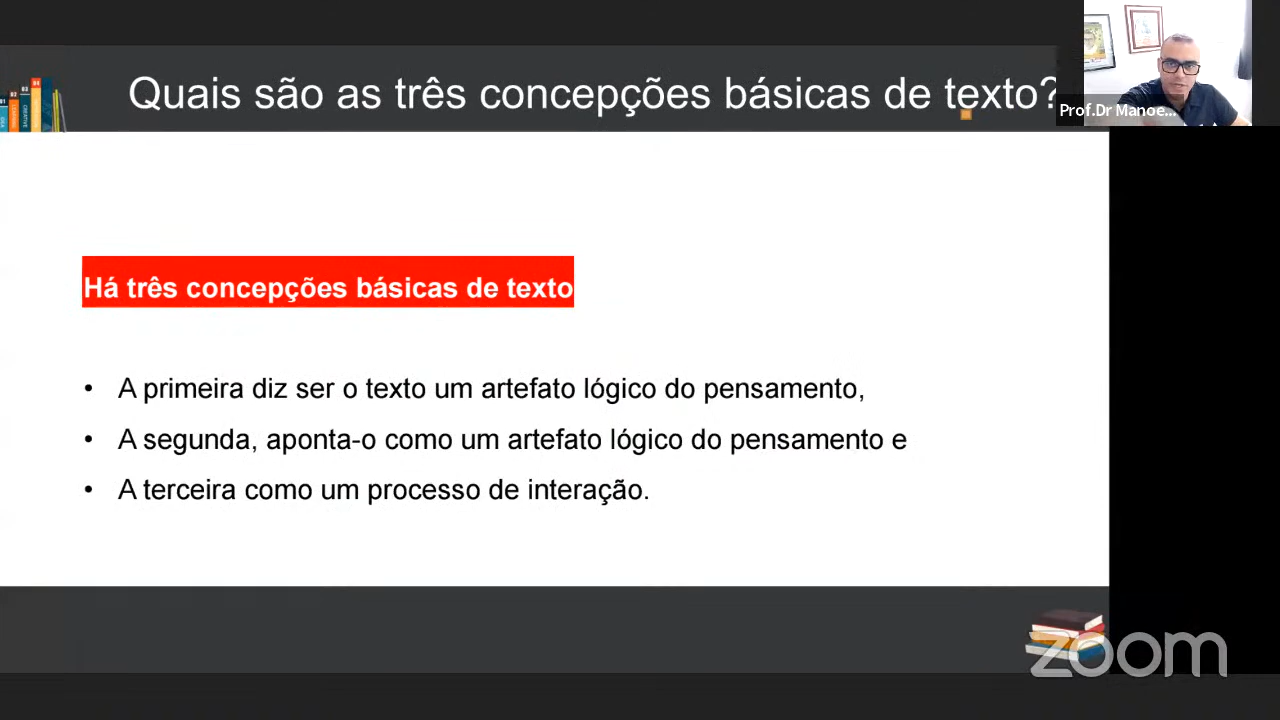 Quais são as três concepções básicas de texto?
Prof.Dr Manoe...
Há três concepções básicas de texto
• A primeira diz ser o texto um artefato lógico do pensamento,
• A segunda, aponta-o como um artefato lógico do pensamento e
• A terceira como um processo de interação.
zoom